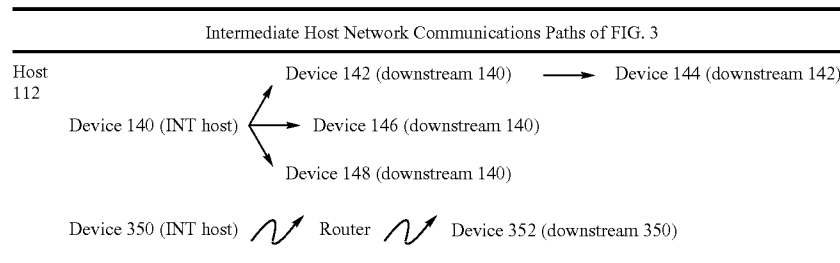 Intermediate Host Network Communications Paths of FIG. 3
Host
112
Device 142 (downstream 140) Device 144 (downstream 142)
Device 140 (INT host) Device 146 (downstream 140)
Device 148 (downstream 140)
Device 350 (INT host) Router Device 352 (downstream 350)